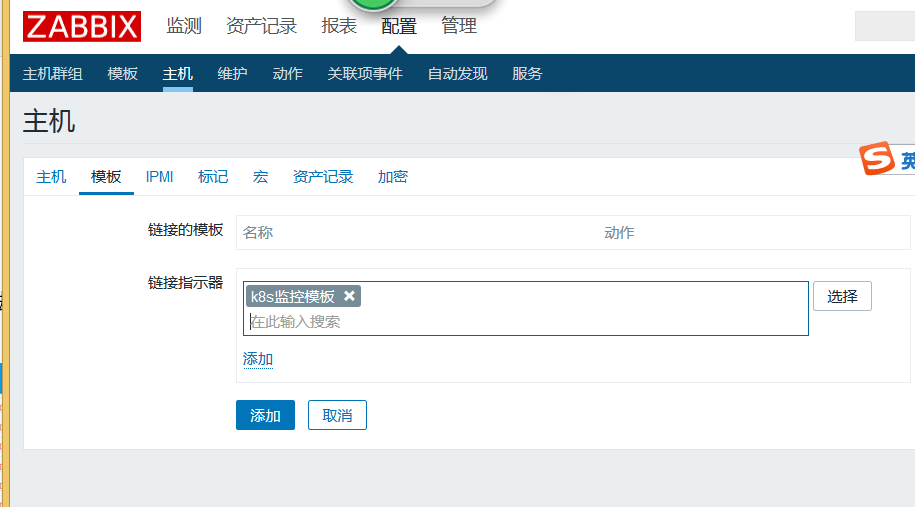 ZABBIX 监测 资产记录 报表 配置 管理
主机群组 模板 主机 维护 动作 关联项事件 自动发现 服务
主机
主机 模板 IPMI 标记 宏 资产记录 加密
链接的模板 名称 动作
链接指示器
k8s监控模板 选择
在此输入搜索
添加
添加 取消